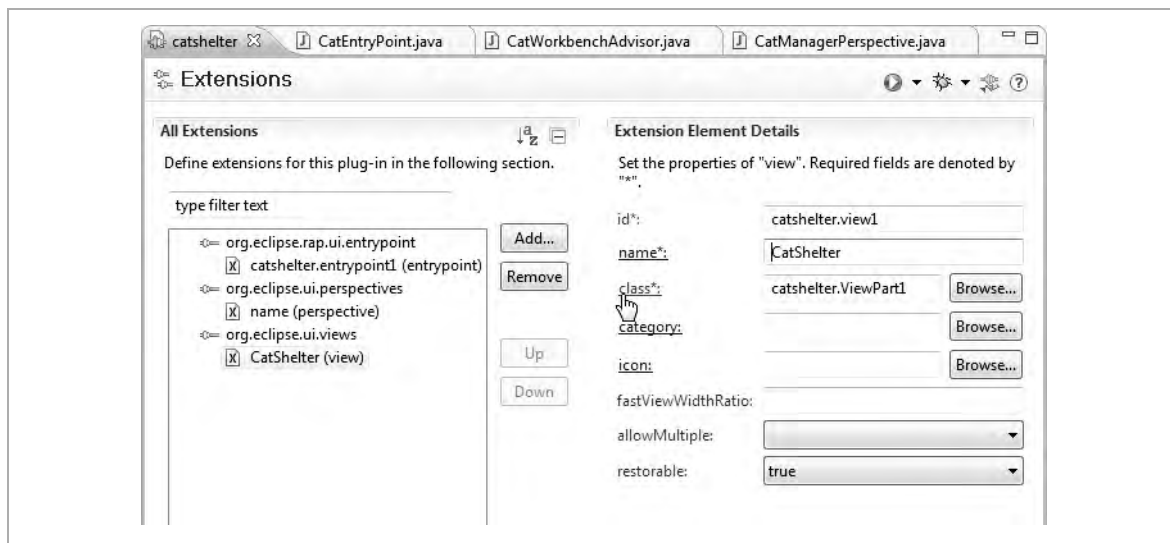 catshelter CatEntryPoint.java CatWorkbenchAdvisor.java CatManagerPerspective.java
Extensions
All Extensions
Define extensions for this plug-in in the following section.
type filter text
org.eclipse.rap.ui.entrypoint
catshelter.entrypoint1 (entrypoint)
org.eclipse.ui.perspectives
name (perspective)
org.eclipse.ui.views
CatShelter (view)
Add...
Remove
Up
Down
Extension Element Details
Set the properties of "view". Required fields are denoted by
"*".
id*: catshelter.view1
name*: CatShelter
class*: catshelter.ViewPart1 Browse...
category: Browse...
icon: Browse...
fastViewWidthRatio:
allowMultiple:
restorable: true